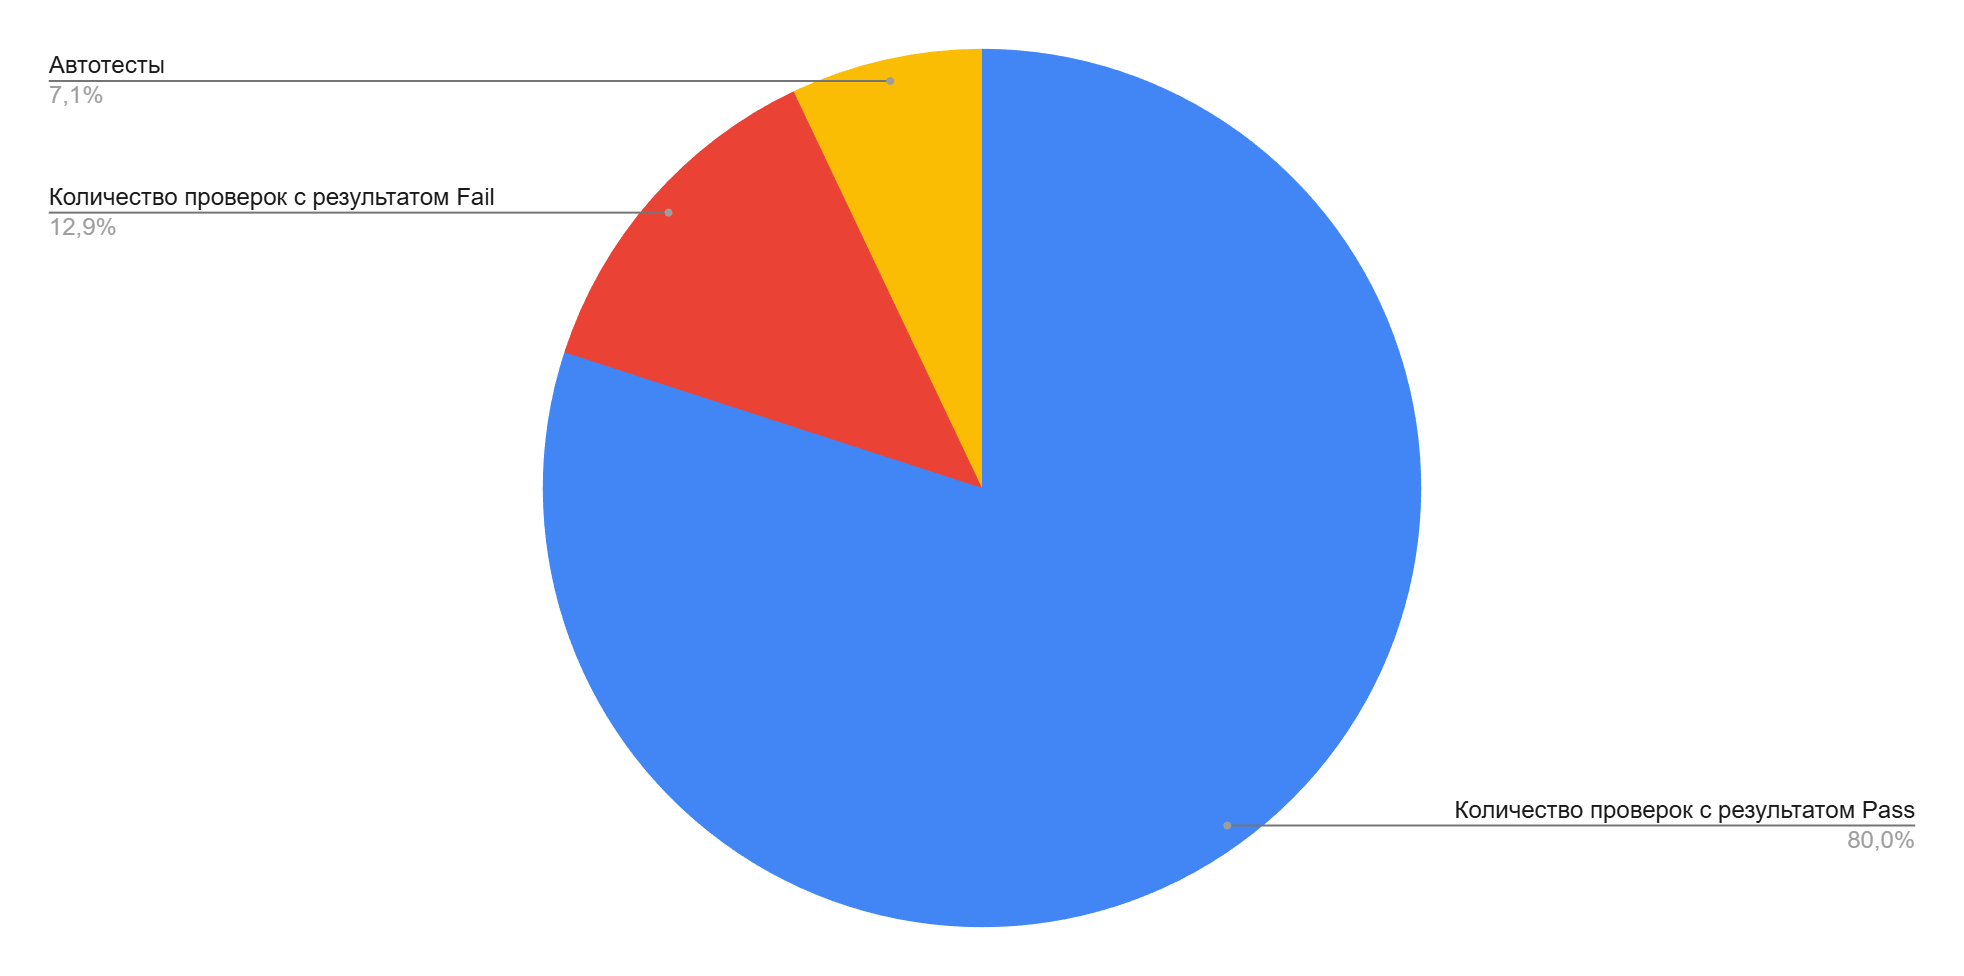 Автотесты
7,1%
Количество проверок с результатом Fail
12,9%
Количество проверок с результатом Pass
80,0%